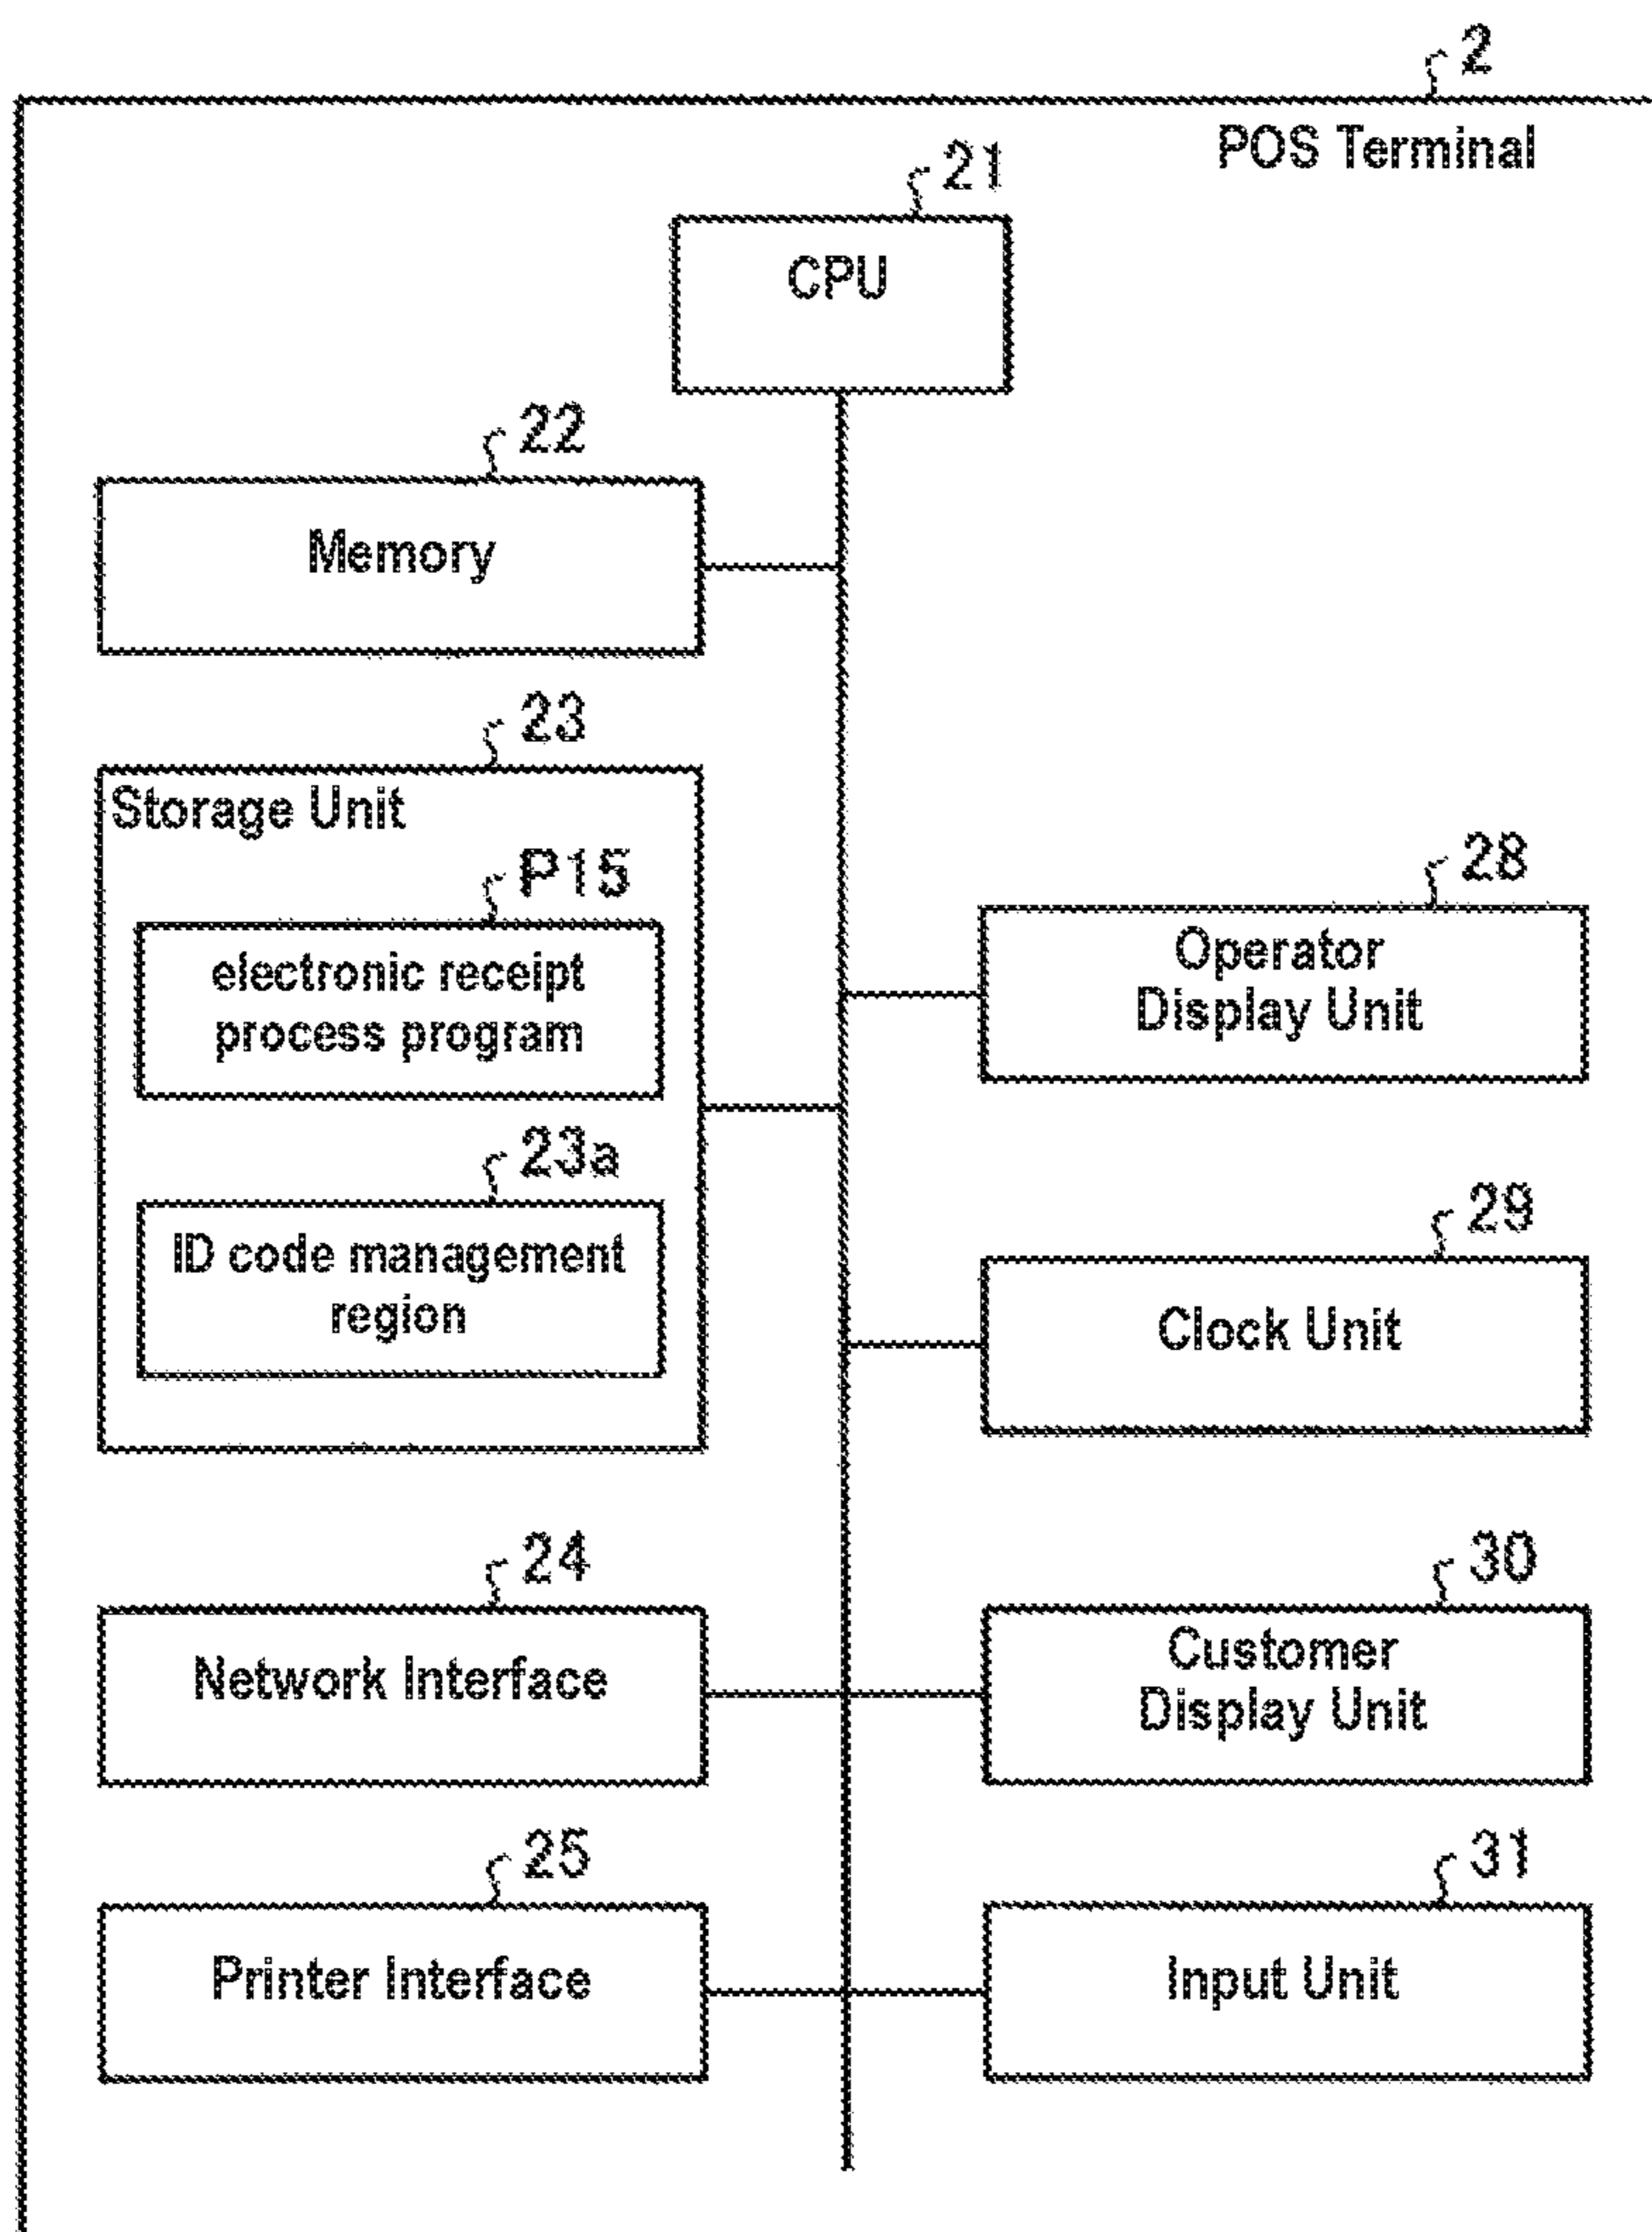 2
POS Terminal
21
CPU
22
Memory
23
Storage Unit
P15
electronic receipt
process program
23a
ID code management
region
28
Operator
Display Unit
29
Clock Unit
24
Network Interface
30
Customer
Display Unit
25
Printer Interface
31
Input Unit